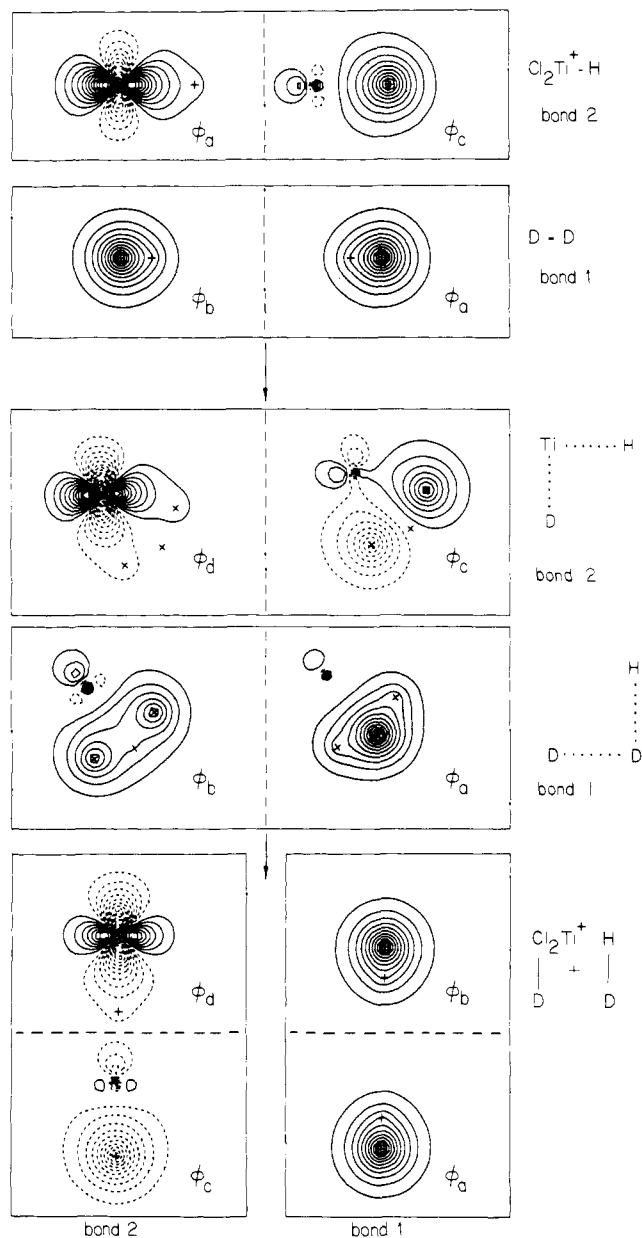 ϕa
ϕc
Cl2Ti+-H
bond 2
ϕb
ϕa
D - D
bond 1
Ti ....... H
D
ϕd
ϕc
bond 2
H
D ....... D
ϕb
ϕa
bond 1
ϕd
ϕb
Cl2Ti+ H
+
D D
ϕc
ϕa
bond 2
bond 1